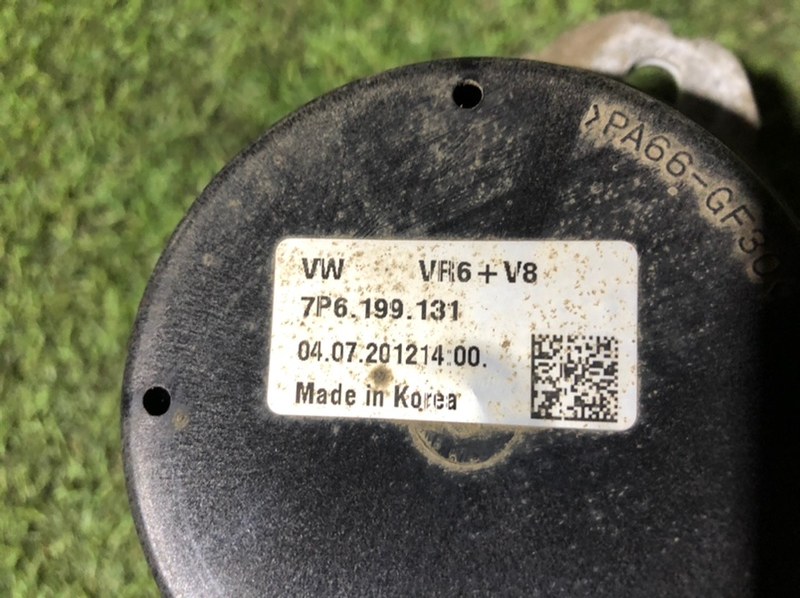 >PA66-GF30<
VW VR6+V8
7P6.199.131
04.07.201214:00.
Made in Korea